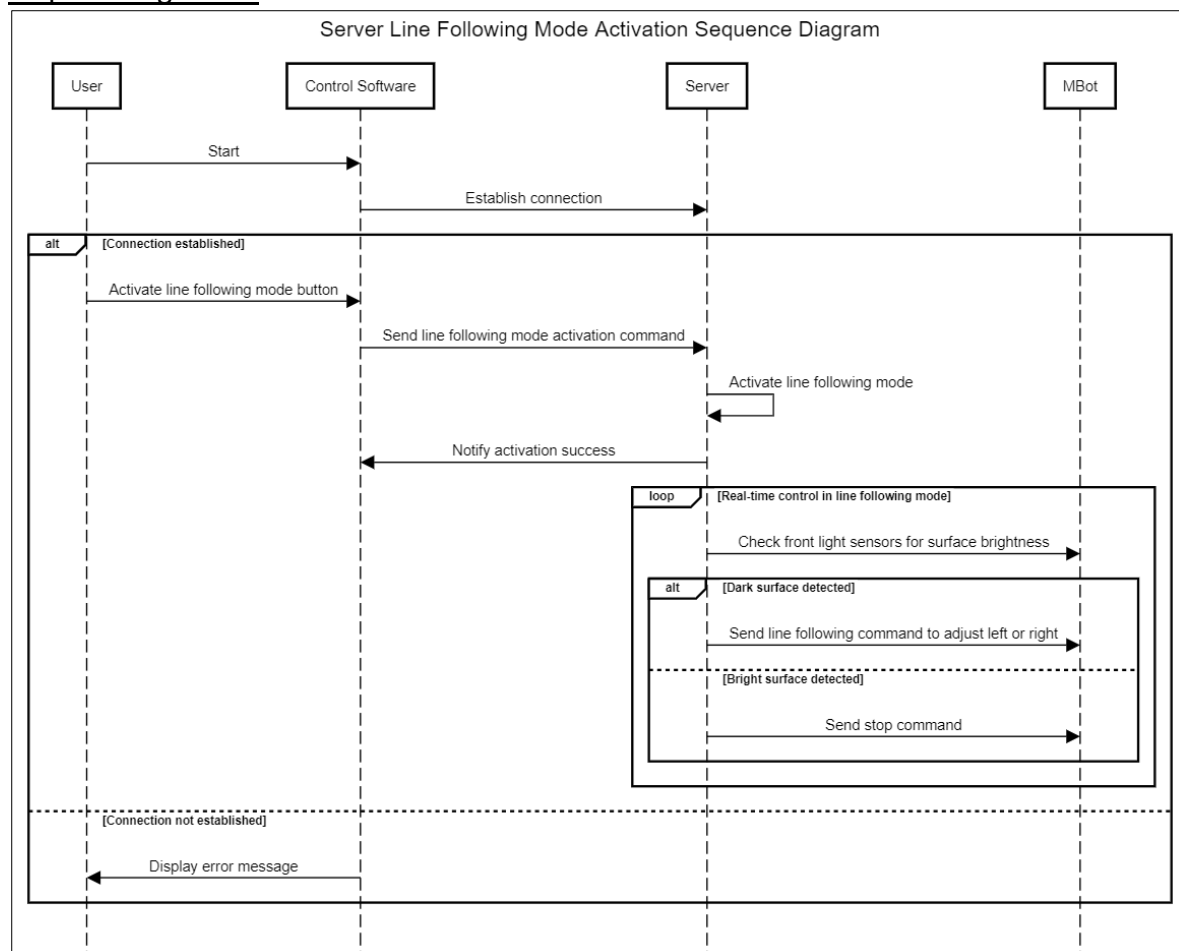 Server Line Following Mode Activation Sequence Diagram
User
Control Software
Server
MBot
Start
Establish connection
alt
[Connection established]
Activate line following mode button
Send line following mode activation command
Activate line following mode
Notify activation success
loop
[Real-time control in line following mode]
Check front light sensors for surface brightness
alt
[Dark surface detected]
Send line following command to adjust left or right
[Bright surface detected]
Send stop command
[Connection not established]
Display error message